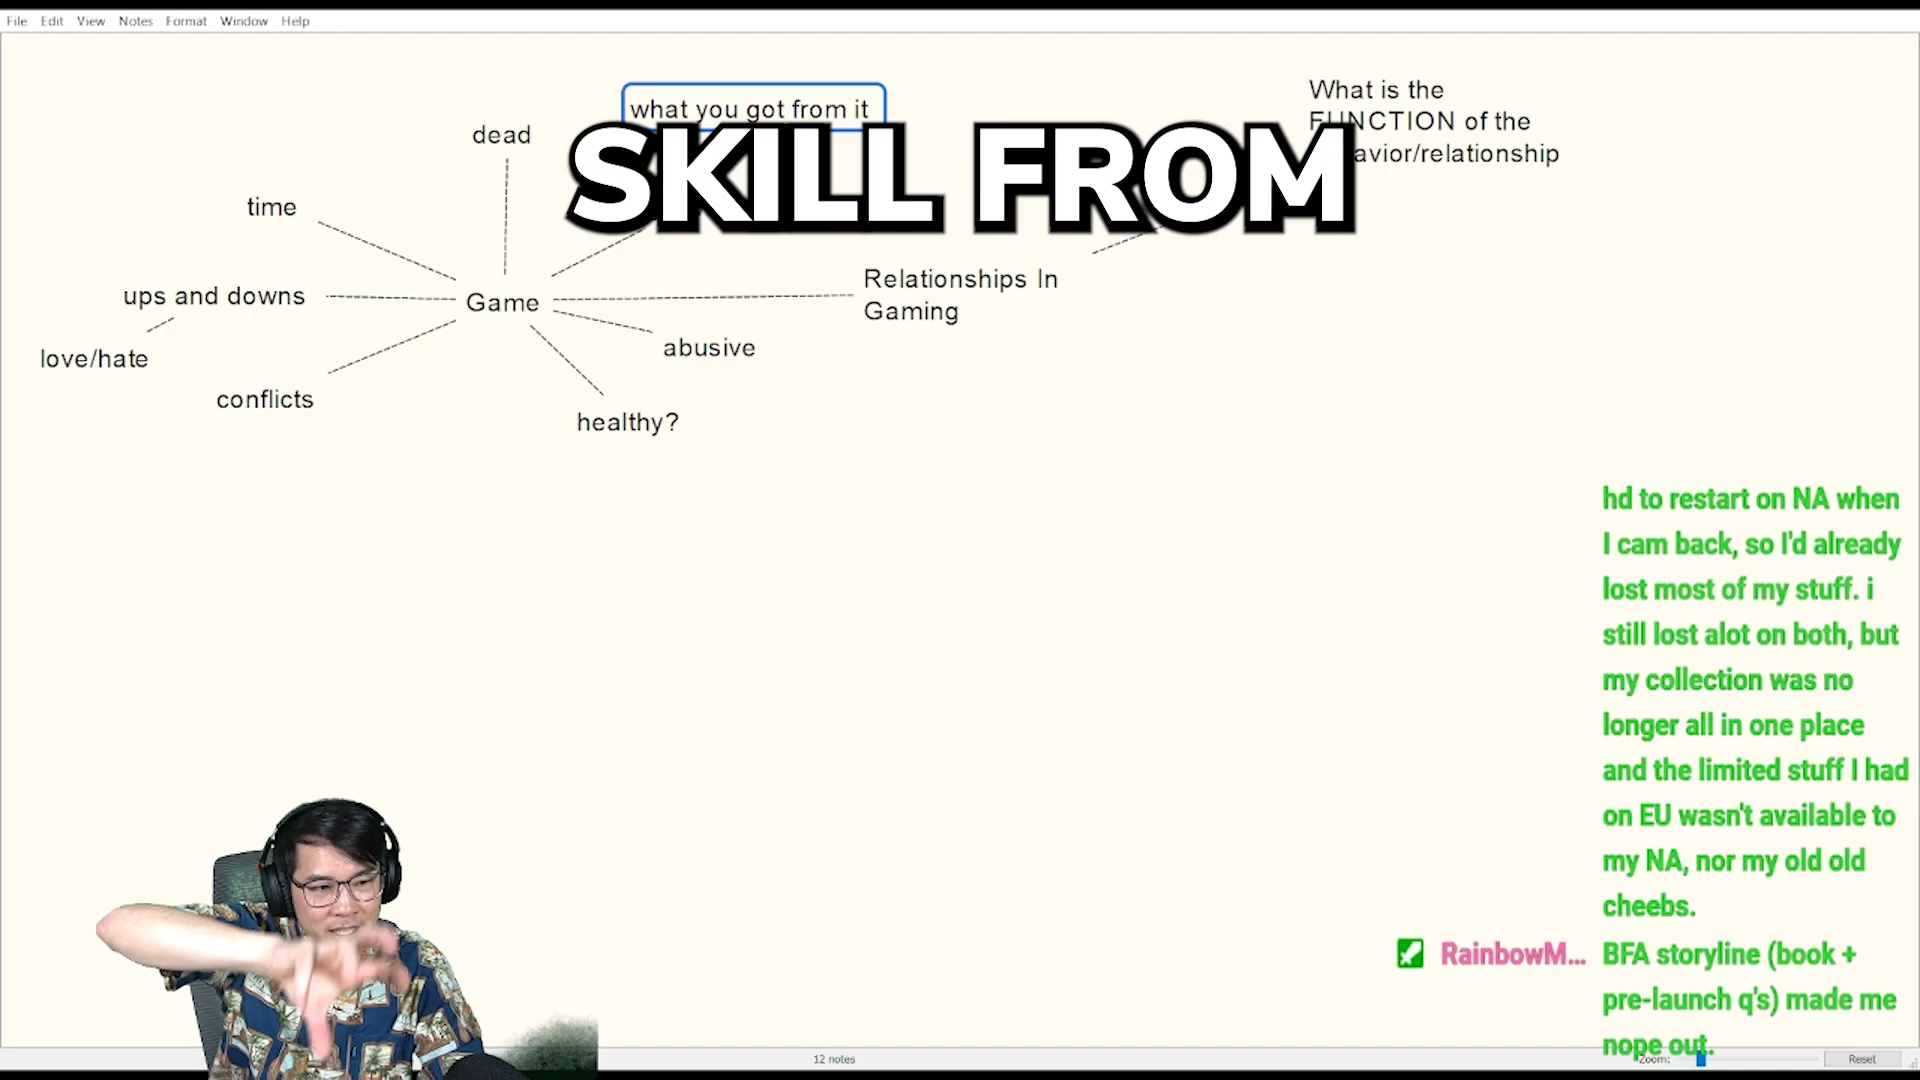 File Edit View Notes Format Window Help
what you got from it
dead
SKILL FROM
What is the
FUNCTION of the
avior/relationship
time
ups and downs
Game
Relationships In
Gaming
love/hate
abusive
conflicts
healthy?
hd to restart on NA when
I cam back, so I'd already
lost most of my stuff. i
still lost alot on both, but
my collection was no
longer all in one place
and the limited stuff I had
on EU wasn't available to
my NA, nor my old old
cheebs.
RainbowM... BFA storyline (book +
pre-launch q's) made me
nope out.
12 notes
Zoom:
Reset